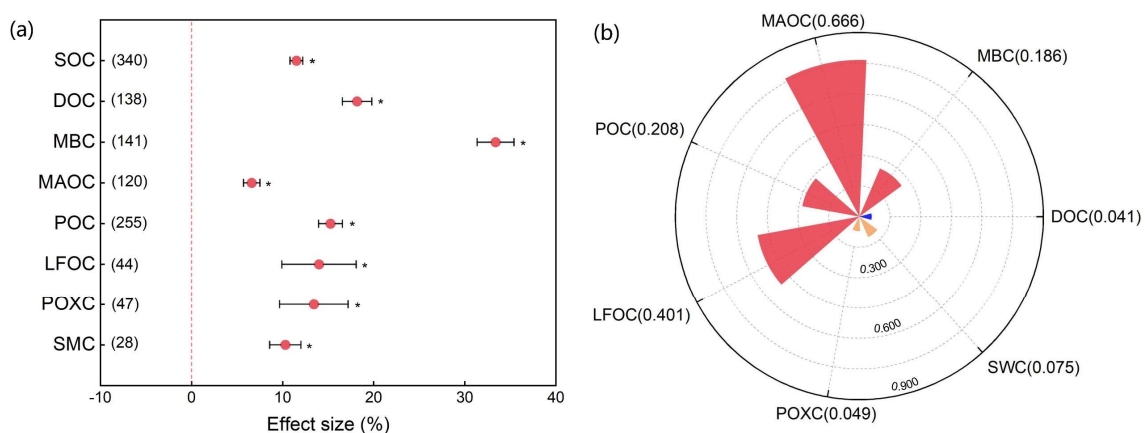 (a)
SOC (340)
DOC (138)
MBC (141)
MAOC (120)
POC (255)
LFOC (44)
POXC (47)
SMC (28)
* * * * * * * *
-10 0 10 20 30 40
Effect size (%)
(b)
MAOC(0.666)
MBC(0.186)
POC(0.208)
DOC(0.041)
0.300
LFOC(0.401)
0.600
SWC(0.075)
0.900
POXC(0.049)